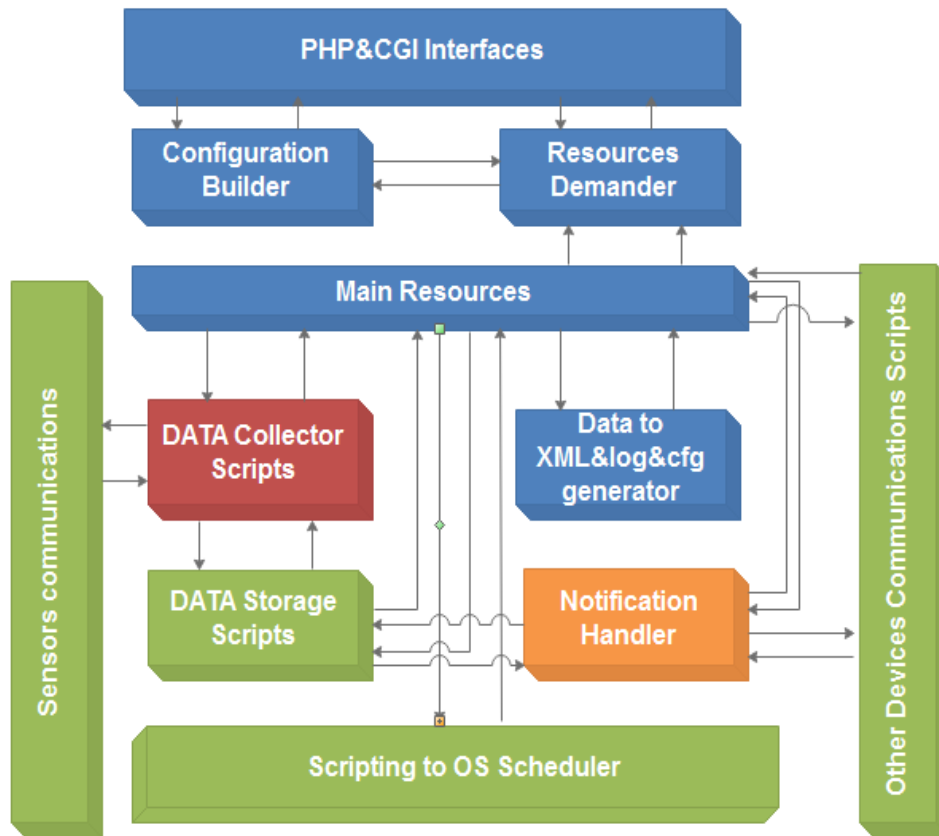 PHP&CGI Interfaces
Configuration
Builder
Resources
Demander
Main Resources
Sensors communications
DATA Collector
Scripts
Data to
XML&log&cfg
generator
Other Devices Communications Scripts
DATA Storage
Scripts
Notification
Handler
Scripting to OS Scheduler